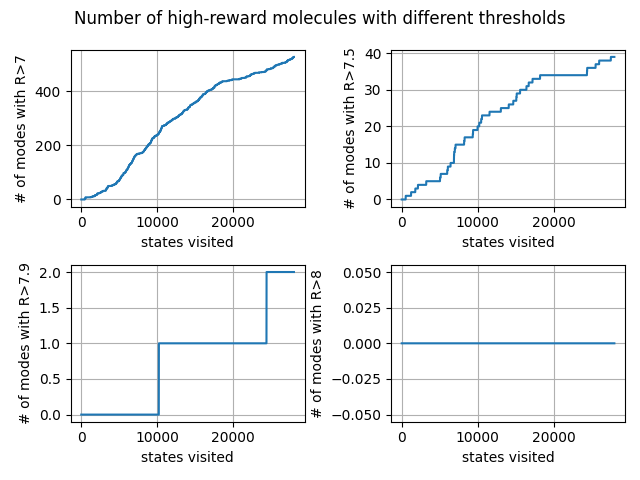 Number of high-reward molecules with different thresholds
# of modes with R>7
400
200
0
0 10000 20000
states visited
# of modes with R>7.5
40
30
20
10
0
0 10000 20000
states visited
# of modes with R>7.9
2.0
1.5
1.0
0.5
0.0
0 10000 20000
states visited
# of modes with R>8
0.050
0.025
0.000
−0.025
−0.050
0 10000 20000
states visited